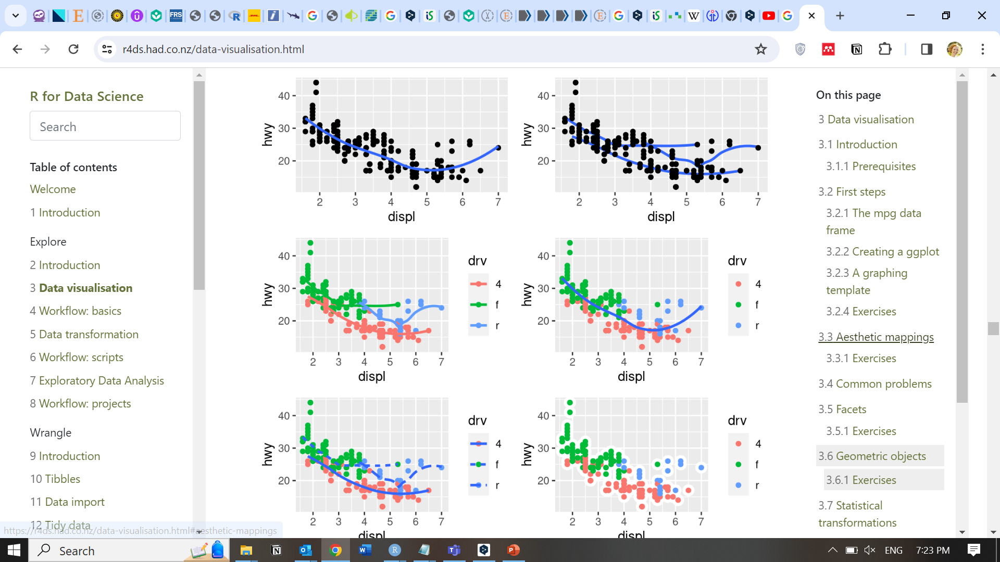 r4ds.had.co.nz/data-visualisation.html
R for Data Science
Search
Table of contents
Welcome
1 Introduction
Explore
2 Introduction
3 Data visualisation
4 Workflow: basics
5 Data transformation
6 Workflow: scripts
7 Exploratory Data Analysis
8 Workflow: projects
Wrangle
9 Introduction
10 Tibbles
11 Data import
12 Tidy data
https://r4ds.had.co.nz/data-visualisation.html#aesthetic-mappings
40
30
20
hwy
2 3 4 5 6 7
displ
40
30
20
hwy
2 3 4 5 6 7
displ
40
30
20
hwy
2 3 4 5 6 7
displ
drv
4
f
r
40
30
20
hwy
2 3 4 5 6 7
displ
drv
4
f
r
40
30
20
hwy
2 3 4 5 6 7
displ
drv
4
f
r
40
30
20
hwy
2 3 4 5 6 7
displ
drv
4
f
r
On this page
3 Data visualisation
3.1 Introduction
3.1.1 Prerequisites
3.2 First steps
3.2.1 The mpg data
frame
3.2.2 Creating a ggplot
3.2.3 A graphing
template
3.2.4 Exercises
3.3 Aesthetic mappings
3.3.1 Exercises
3.4 Common problems
3.5 Facets
3.5.1 Exercises
3.6 Geometric objects
3.6.1 Exercises
3.7 Statistical
transformations
Search
ENG
7:23 PM